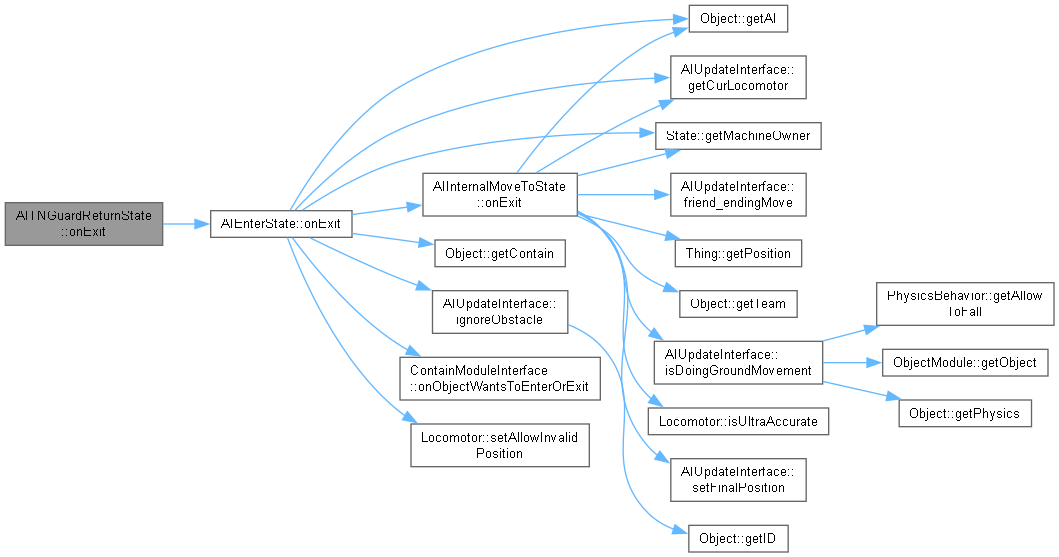 AITNGuardReturnState
::onExit
AIEnterState::onExit
AIInternalMoveToState
::onExit
Object::getContain
AIUpdateInterface::
ignoreObstacle
ContainModuleInterface
::onObjectWantsToEnterOrExit
Locomotor::setAllowInvalid
Position
Object::getAI
AIUpdateInterface::
getCurLocomotor
State::getMachineOwner
AIUpdateInterface::
friend_endingMove
Thing::getPosition
Object::getTeam
AIUpdateInterface::
isDoingGroundMovement
Locomotor::isUltraAccurate
AIUpdateInterface::
setFinalPosition
Object::getID
PhysicsBehavior::getAllow
ToFall
ObjectModule::getObject
Object::getPhysics